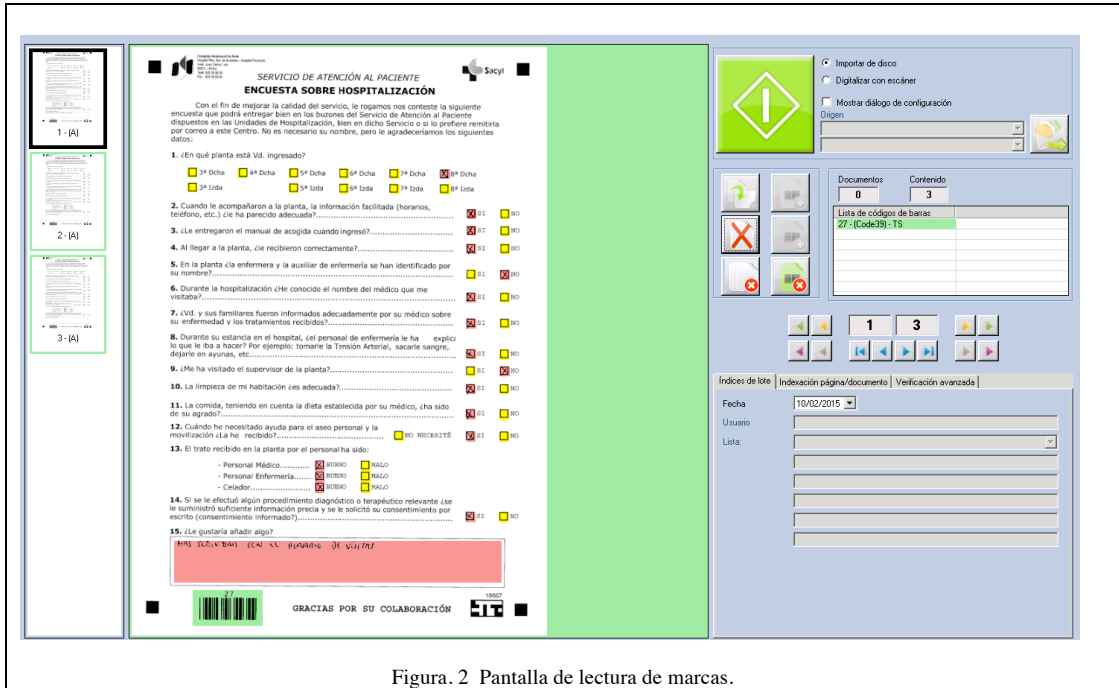 1 - (A)
2 - (A)
3 - (A)
Sacyl
SERVICIO DE ATENCIÓN AL PACIENTE
ENCUESTA SOBRE HOSPITALIZACIÓN
Con el fin de mejorar la calidad del servicio, le rogamos nos conteste la siguiente
encuesta que podrá entregar bien en los buzones del Servicio de Atención al Paciente
dispuestos en las Unidades de Hospitalización, bien en dicho Servicio o si lo prefiere remitirla
por correo a este Centro. No es necesario su nombre, pero le agradeceríamos los siguientes
datos:
1. ¿En qué planta está Vd. ingresado?
3ª Dcha 4ª Dcha 5ª Dcha 6ª Dcha 7ª Dcha 8ª Dcha
3ª Izda 5ª Izda 6ª Izda 7ª Izda 8ª Izda
2. Cuando le acompañaron a la planta, la información facilitada (horarios,
teléfono, etc.) ¿le ha parecido adecuada? SI NO
3. ¿Le entregaron el manual de acogida cuando ingresó? SI NO
4. Al llegar a la planta, ¿le recibieron correctamente? SI NO
5. En la planta ¿la enfermera y la auxiliar de enfermería se han identificado por
su nombre? SI NO
6. Durante la hospitalización ¿He conocido el nombre del médico que me
visitaba? SI NO
7. ¿Vd. y sus familiares fueron informados adecuadamente por su médico sobre
su enfermedad y los tratamientos recibidos? SI NO
8. Durante su estancia en el hospital, ¿el personal de enfermería le ha explic
lo que le iba a hacer? Por ejemplo: tomarle la Tensión Arterial, sacarle sangre,
dejarle en ayunas, etc. SI NO
9. ¿Me ha visitado el supervisor de la planta? SI NO
10. La limpieza de mi habitación ¿es adecuada? SI NO
11. La comida, teniendo en cuenta la dieta establecida por su médico, ¿ha sido
de su agrado? SI NO
12. Cuándo he necesitado ayuda para el aseo personal y la
movilización ¿La he recibido? NO NECESITÉ SI NO
13. El trato recibido en la planta por el personal ha sido:
- Personal Médico BUENO MALO
- Personal Enfermería BUENO MALO
- Celador BUENO MALO
14. Si se le efectuó algún procedimiento diagnóstico o terapéutico relevante ¿se
le suministró suficiente información precisa y se le solicitó su consentimiento por
escrito (consentimiento informado)? SI NO
15. ¿Le gustaría añadir algo?
CON EL HORARIO DE VISITAS
27
GRACIAS POR SU COLABORACIÓN
18667
Importar de disco
Digitalizar con escáner
Mostrar diálogo de configuración
Origen
Documentos Contenido
0 3
Lista de códigos de barras
27 - (Code39) - TS
1 3
Índices de lote Indexación página/documento Verificación avanzada
Fecha 10/02/2015
Usuario
Lista:
Figura. 2 Pantalla de lectura de marcas.